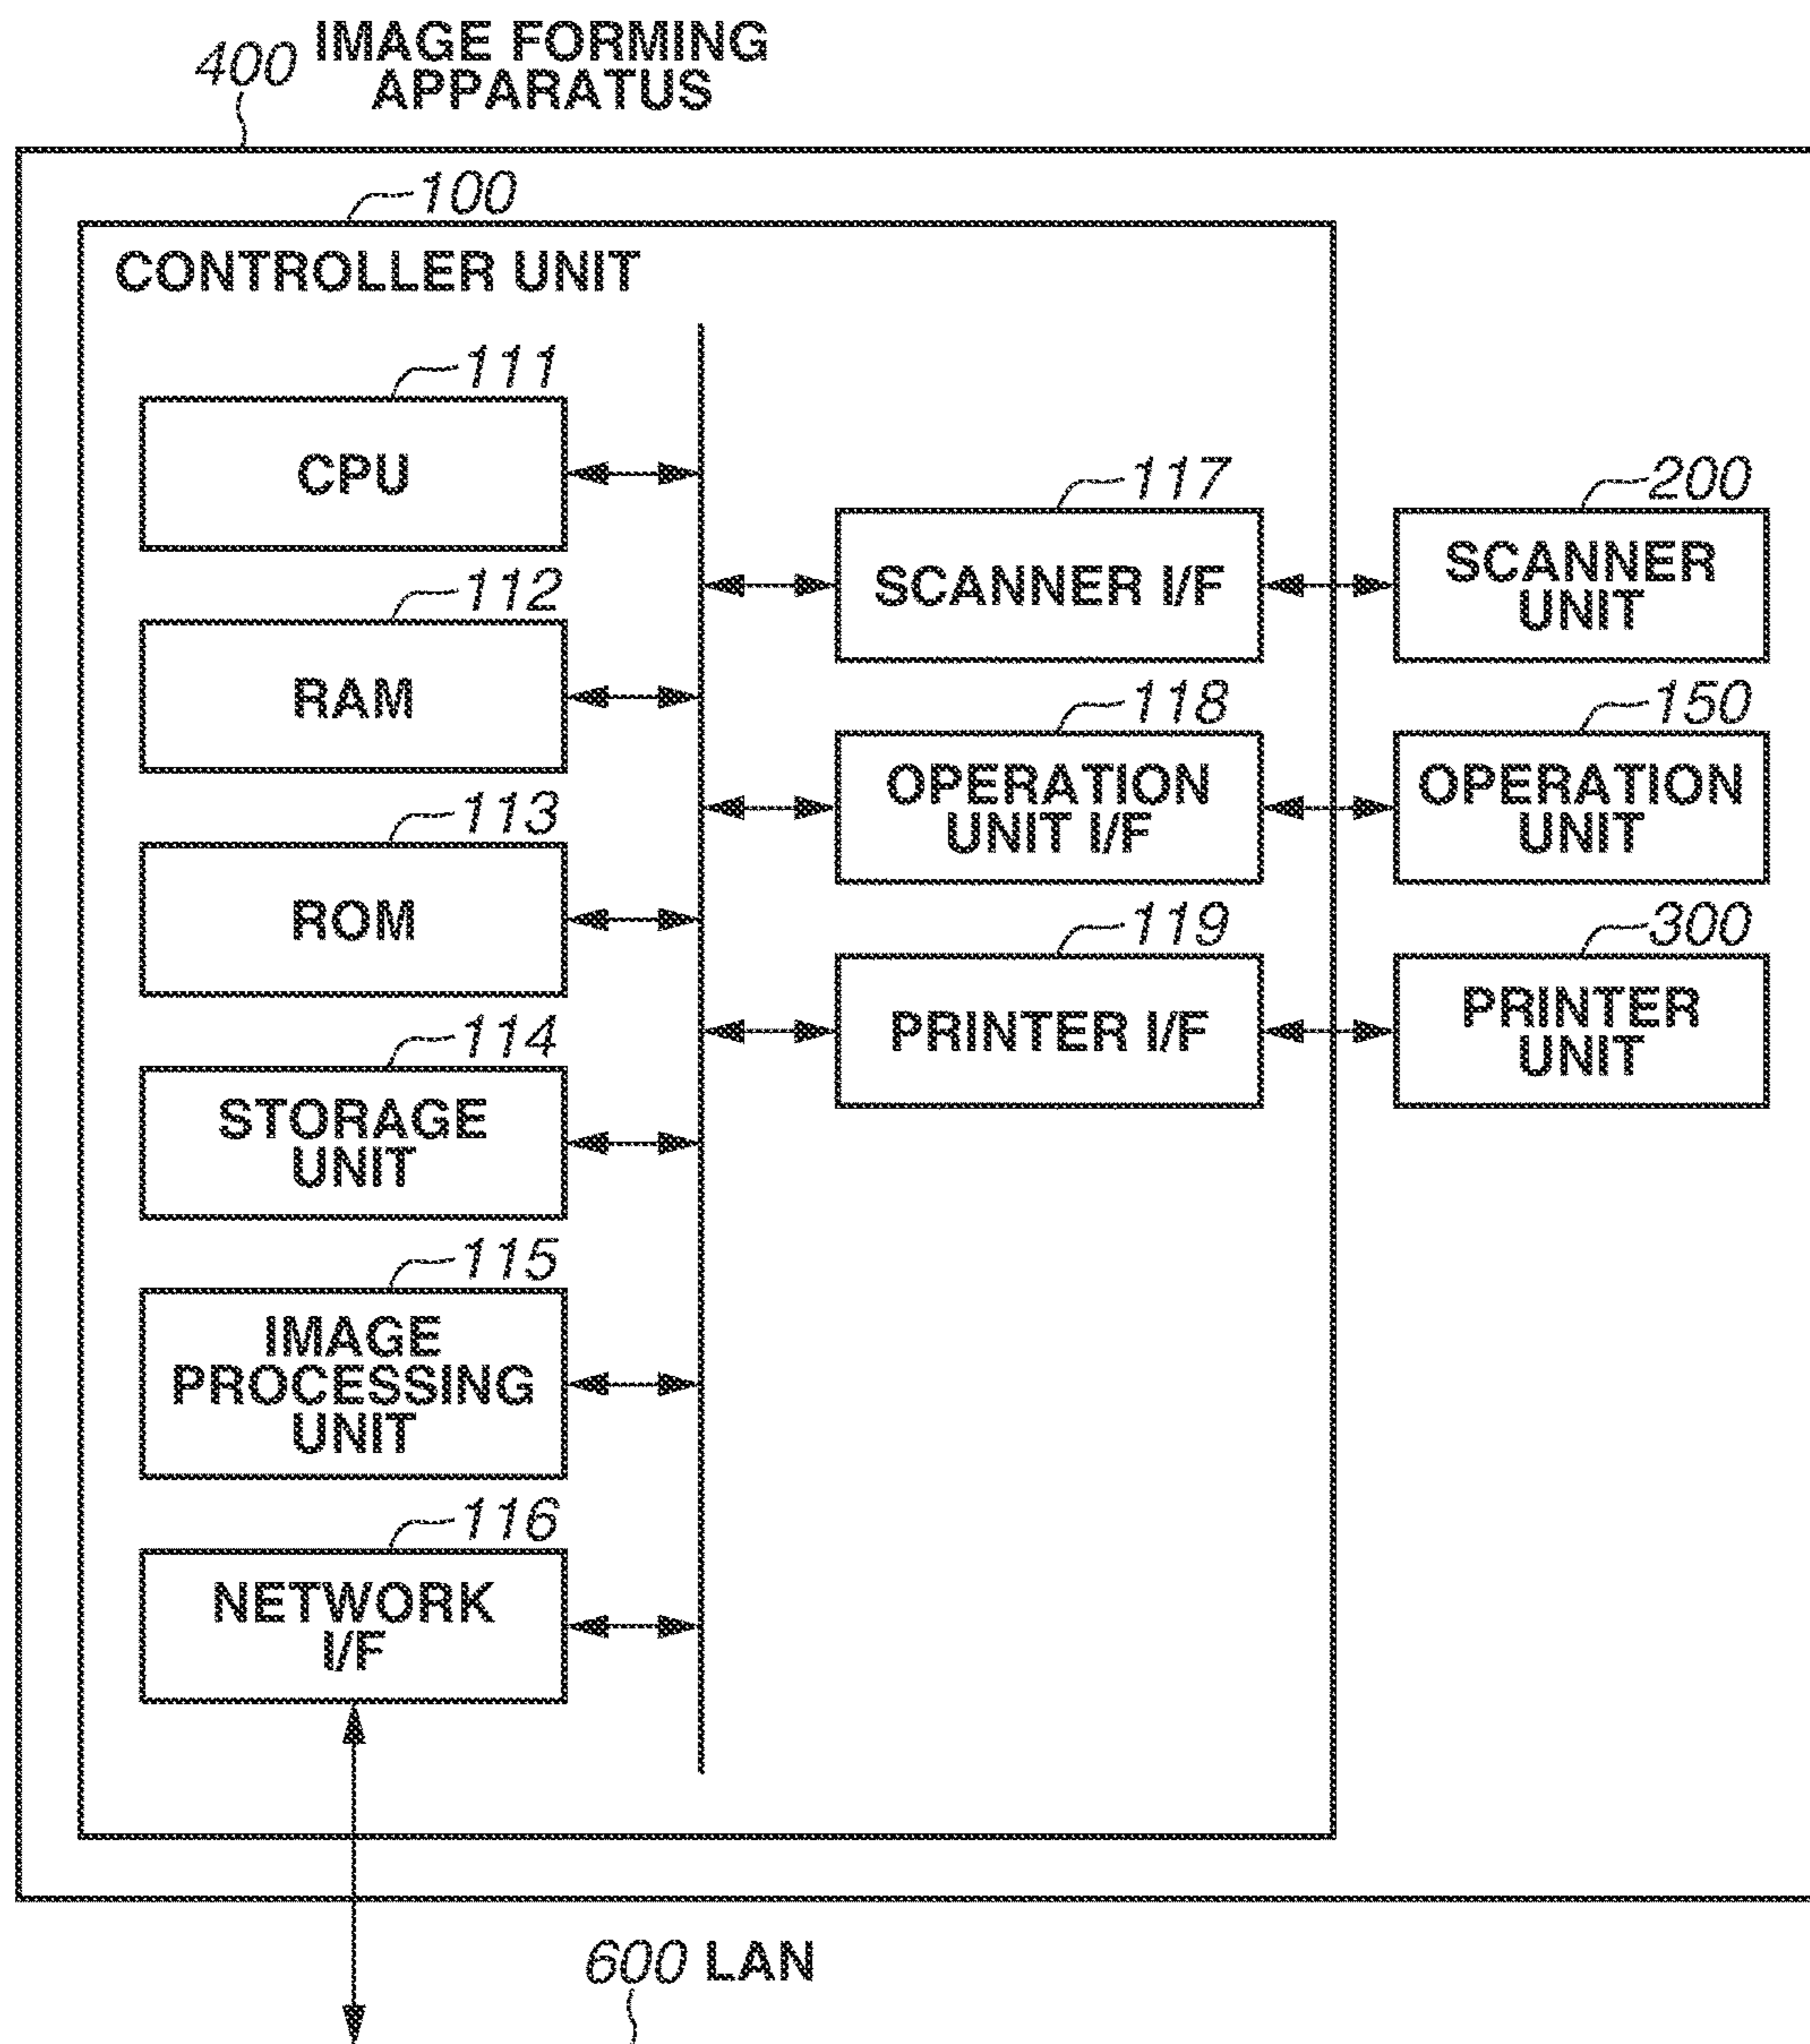 400 IMAGE FORMING
APPARATUS
100
CONTROLLER UNIT
111
CPU
112
RAM
113
ROM
114
STORAGE
UNIT
115
IMAGE
PROCESSING
UNIT
116
NETWORK
I/F
117
SCANNER I/F
118
OPERATION
UNIT I/F
119
PRINTER I/F
200
SCANNER
UNIT
150
OPERATION
UNIT
300
PRINTER
UNIT
600 LAN